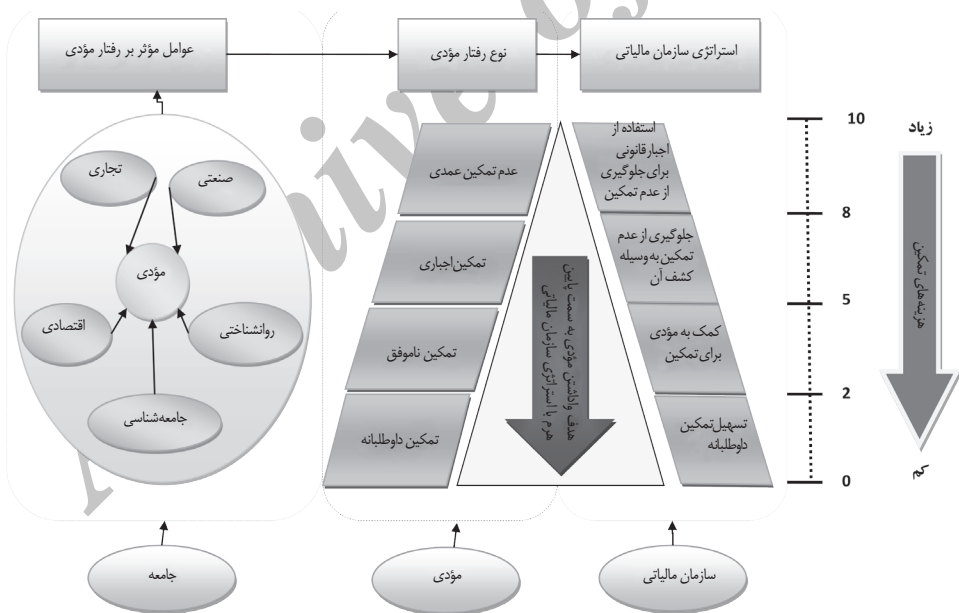 عوامل مؤثر بر رفتار مؤدی
نوع رفتار مؤدی
استراتژی سازمان مالیاتی
تجاری
صنعتی
مؤدی
اقتصادی
روانشناختی
جامعه‌شناسی
عدم تمکین عمدی
تمکین اجباری
تمکین ناموفق
تمکین داوطلبانه
هدف واداشتن مؤدی به سمت پایین
هرم با استراتژی سازمان مالیاتی
استفاده از
اجبار قانونی
برای جلوگیری
از عدم تمکین
جلوگیری از عدم
تمکین به وسیله
کشف آن
کمک به مؤدی
برای تمکین
تسهیل تمکین
داوطلبانه
10
8
5
2
0
زیاد
هزینه‌های تمکین
کم
جامعه
مؤدی
سازمان مالیاتی